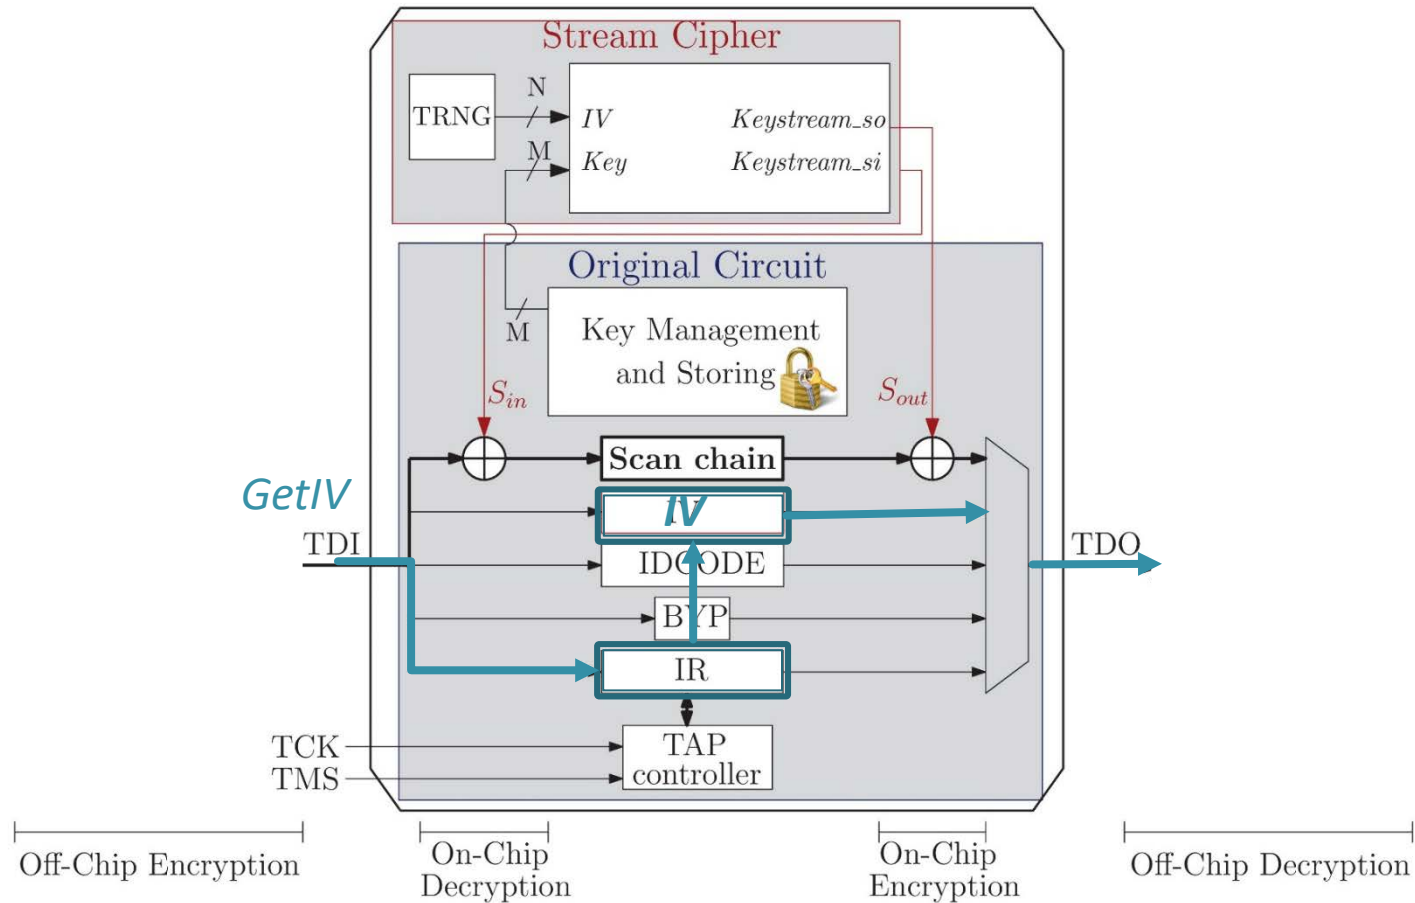 Stream Cipher
TRNG
N
M
IV
Key
Keystream_so
Keystream_si
Original Circuit
M
Key Management
and Storing
S_in
S_out
Scan chain
GetIV
IV
TDI
IDCODE
TDO
BYP
IR
TCK
TMS
TAP
controller
Off-Chip Encryption
On-Chip
Decryption
On-Chip
Encryption
Off-Chip Decryption